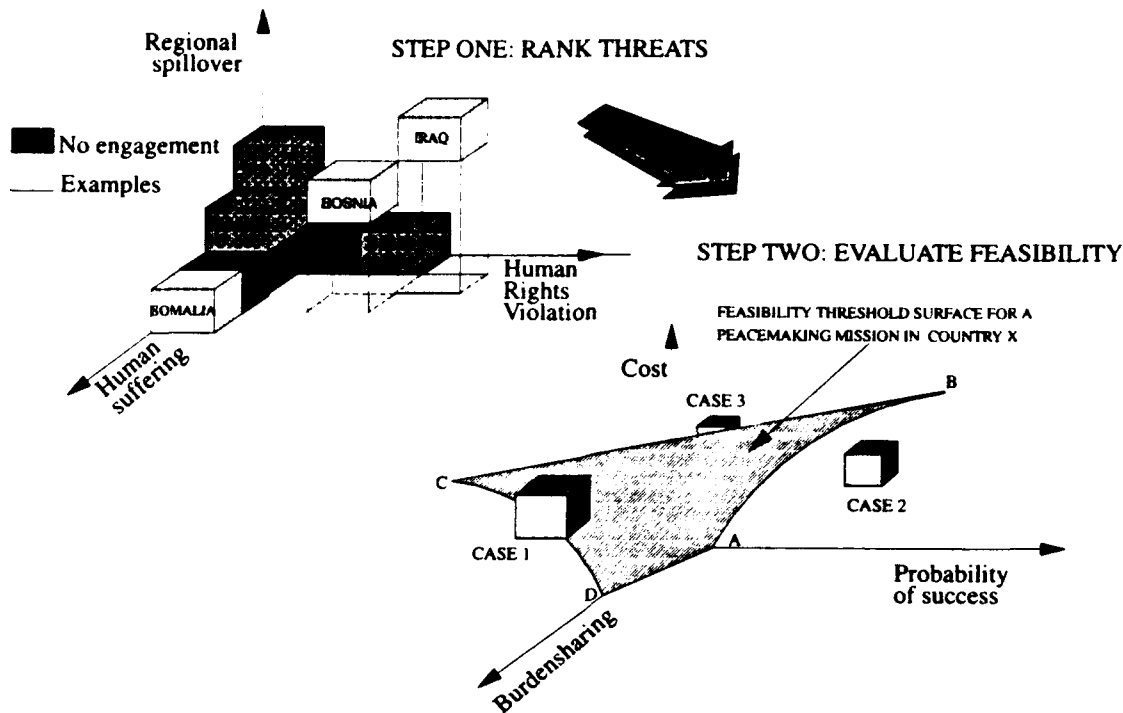 Regional
spillover
STEP ONE: RANK THREATS
No engagement
Examples
IRAQ
BOSNIA
SOMALIA
Human
Rights
Violation
Human
suffering
STEP TWO: EVALUATE FEASIBILITY
FEASIBILITY THRESHOLD SURFACE FOR A
PEACEMAKING MISSION IN COUNTRY X
Cost
B
CASE 3
C
CASE 2
CASE 1
A
D
Probability
of success
Burdensharing